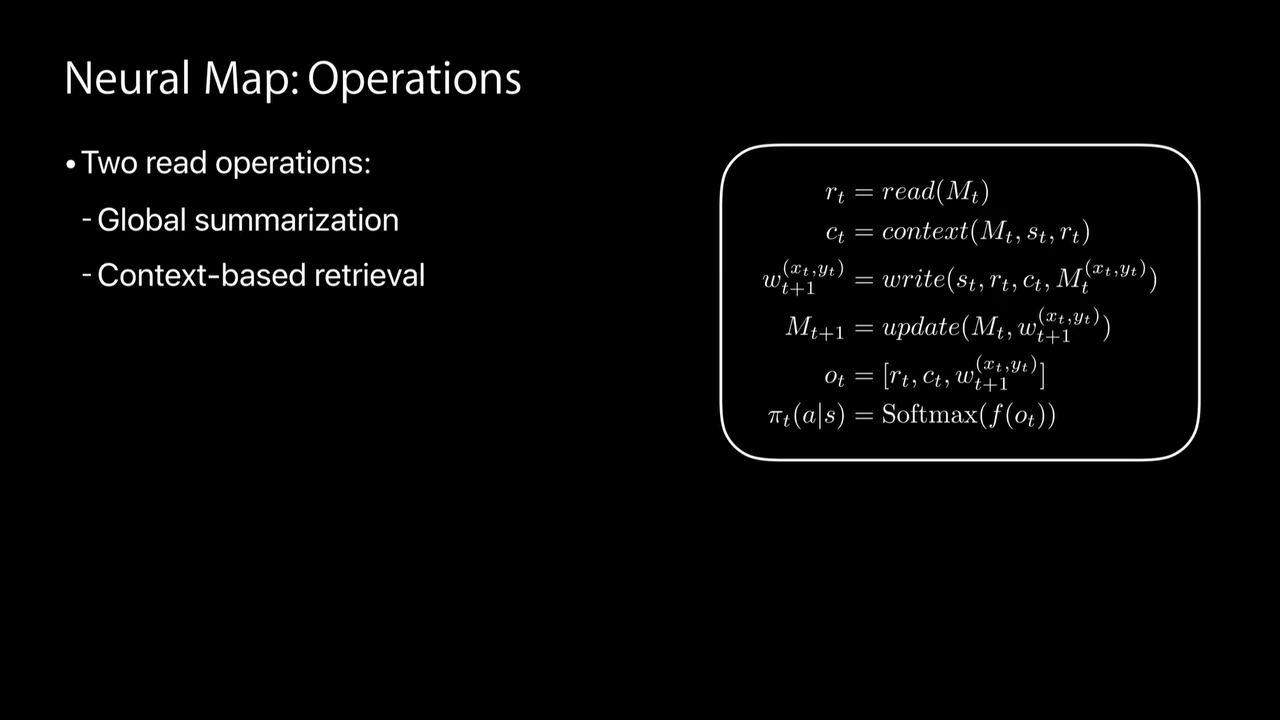 Neural Map: Operations
• Two read operations:
- Global summarization
- Context-based retrieval
r_t = read(M_t)
c_t = context(M_t, s_t, r_t)
w_{t+1}^{(x_t,y_t)} = write(s_t, r_t, c_t, M_t^{(x_t,y_t)})
M_{t+1} = update(M_t, w_{t+1}^{(x_t,y_t)})
o_t = [r_t, c_t, w_{t+1}^{(x_t,y_t)}]
π_t(a|s) = Softmax(f(o_t))